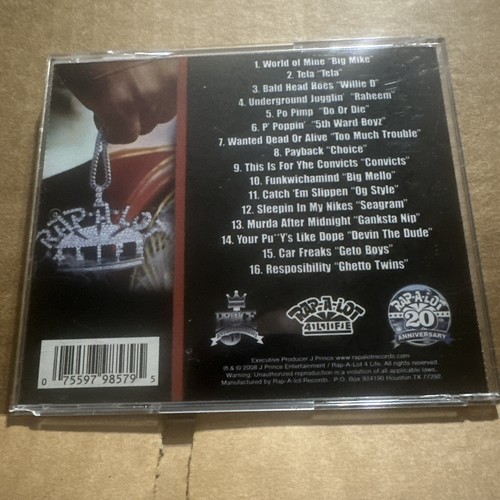 1. World of Mine "Big Mike"
2. Tela "Tela"
3. Bald Head Hoes "Willie D"
4. Underground Jugglin' "Raheem"
5. Po Pimp "Do Or Die"
6. P' Poppin' "5th Ward Boyz"
7. Wanted Dead Or Alive "Too Much Trouble"
8. Payback "Choice"
9. This Is For The Convicts "Convicts"
10. Funkwichamind "Big Mello"
11. Catch 'Em Slippen "Og Style"
12. Sleepin In My Nikes "Seagram"
13. Murda After Midnight "Ganksta Nip"
14. Your Pu**Y's Like Dope "Devin The Dude"
15. Car Freaks "Geto Boys"
16. Resposibility "Ghetto Twins"
RAP-A-LOT
PRINCE
RAP-A-LOT
4 LIFE
RAP-A-LOT
20th
ANNIVERSARY
Executive Producer J Prince www.rapalotrecords.com
℗ & © 2008 J Prince Entertainment / Rap-A-Lot 4 Life. All rights reserved.
Warning: Unauthorized reproduction is a violation of all applicable laws.
Manufactured by Rap-A-lot Records. P.O. Box 924190 Houston TX 77292.
0 75597 98579 5